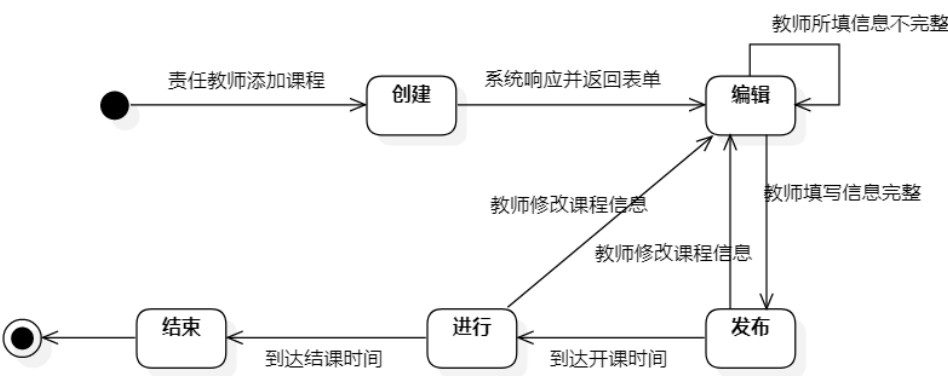 教师所填信息不完整
责任教师添加课程
系统响应并返回表单
创建
编辑
教师修改课程信息
教师填写信息完整
教师修改课程信息
结束
进行
发布
到达结课时间
到达开课时间